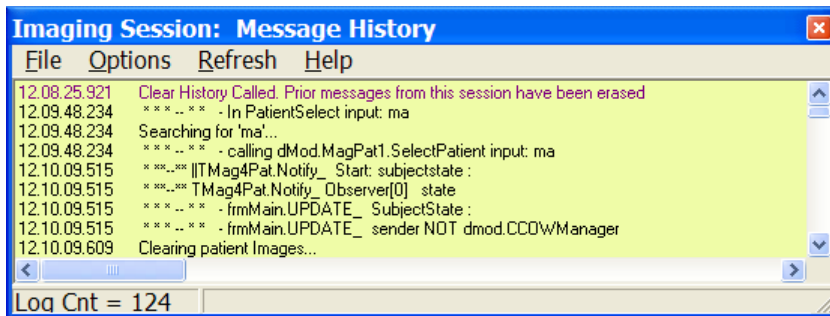 Imaging Session: Message History
File Options Refresh Help
12.08.25.921 Clear History Called. Prior messages from this session have been erased
12.09.48.234 * * * -- * * - In PatientSelect input: ma
12.09.48.234 Searching for 'ma'...
12.09.48.234 * * * -- * * - calling dMod.MagPat1.SelectPatient input: ma
12.10.09.515 * **--** ||TMag4Pat.Notify_ Start: subjectstate :
12.10.09.515 * **--** TMag4Pat.Notify_ Observer[0] state
12.10.09.515 * * * -- * * - frmMain.UPDATE_ SubjectState :
12.10.09.515 * * * -- * * - frmMain.UPDATE_ sender NOT dmod.CCOWManager
12.10.09.609 Clearing patient Images...
Log Cnt = 124